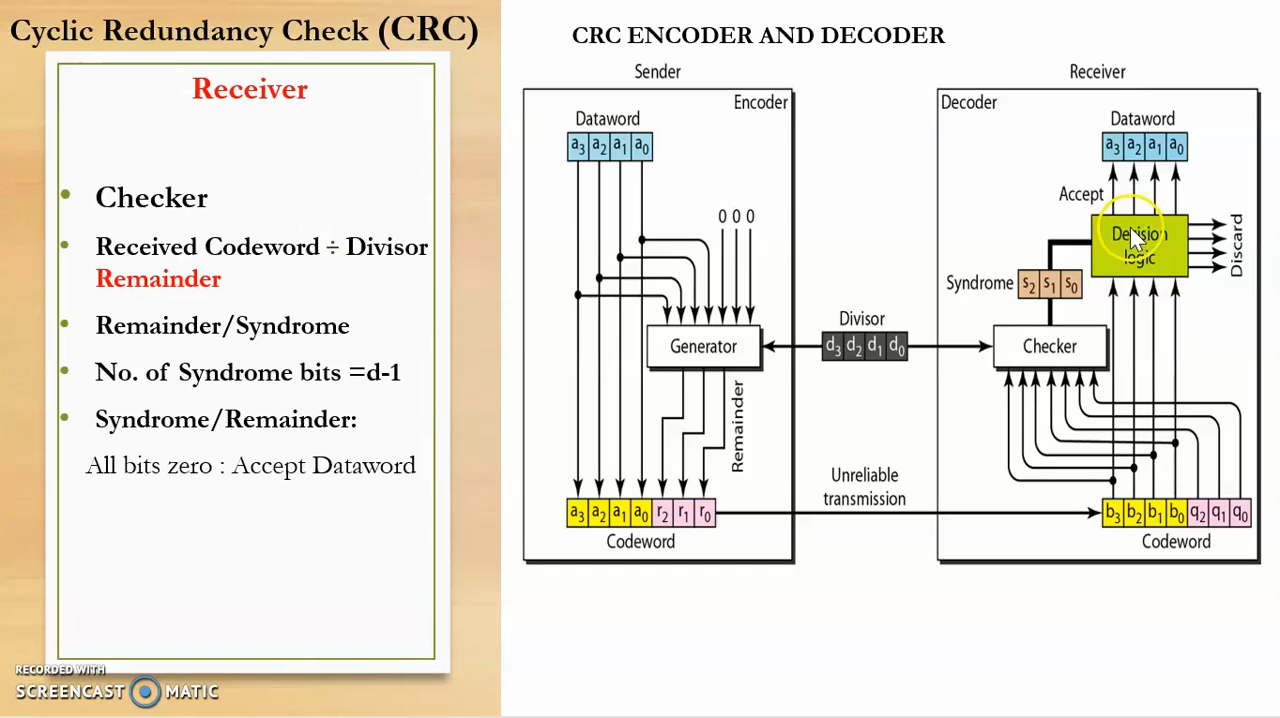 Cyclic Redundancy Check (CRC)
Receiver
• Checker
• Received Codeword ÷ Divisor
Remainder
• Remainder/Syndrome
• No. of Syndrome bits =d-1
• Syndrome/Remainder:
All bits zero : Accept Dataword
RECORDED WITH
SCREENCAST MATIC
CRC ENCODER AND DECODER
Sender
Encoder
Dataword
a3 a2 a1 a0
0 0 0
Generator
Remainder
a3 a2 a1 a0 r2 r1 r0
Codeword
Divisor
d3 d2 d1 d0
Unreliable
transmission
Receiver
Decoder
Dataword
a3 a2 a1 a0
Accept
Decision
logic
Discard
Syndrome
s2 s1 s0
Checker
b3 b2 b1 b0 q2 q1 q0
Codeword